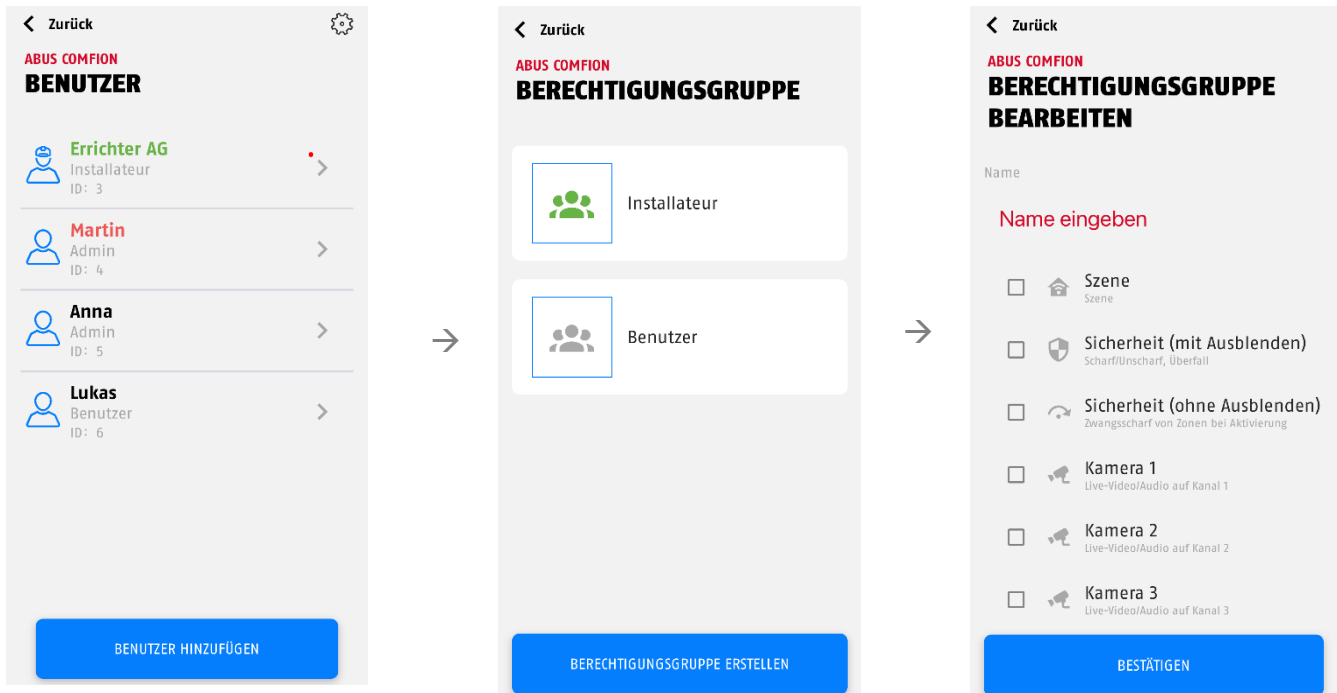 Zurück
ABUS COMFION
BENUTZER
Errichter AG
Installateur
ID: 3
Martin
Admin
ID: 4
Anna
Admin
ID: 5
Lukas
Benutzer
ID: 6
BENUTZER HINZUFÜGEN
Zurück
ABUS COMFION
BERECHTIGUNGSGRUPPE
Installateur
Benutzer
BERECHTIGUNGSGRUPPE ERSTELLEN
Zurück
ABUS COMFION
BERECHTIGUNGSGRUPPE
BEARBEITEN
Name
Name eingeben
Szene
Szene
Sicherheit (mit Ausblenden)
Scharf/Unscharf, Überfall
Sicherheit (ohne Ausblenden)
Zwangsscharf von Zonen bei Aktivierung
Kamera 1
Live-Video/Audio auf Kanal 1
Kamera 2
Live-Video/Audio auf Kanal 2
Kamera 3
Live-Video/Audio auf Kanal 3
BESTÄTIGEN